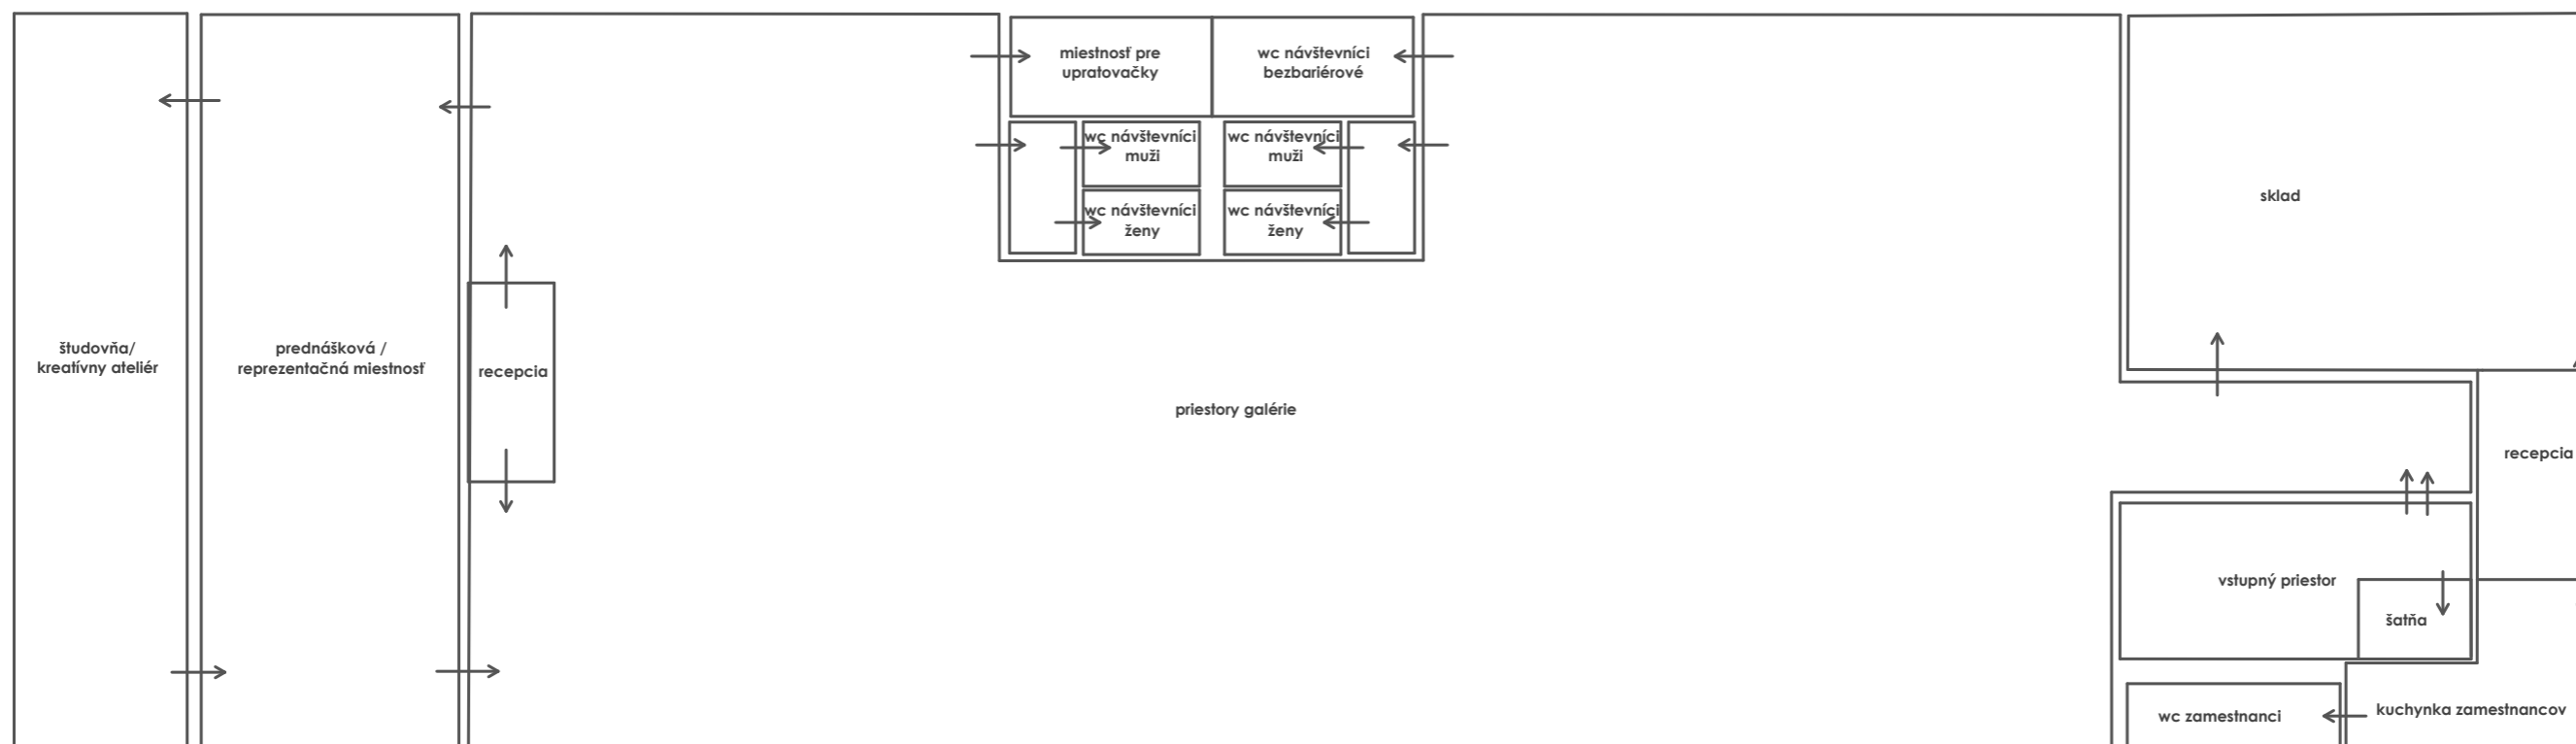 miestnosť pre
upratovačky
wc návštevníci
bezbariérové
wc návštevníci
muži
wc návštevníci
muži
wc návštevníci
ženy
wc návštevníci
ženy
sklad
študovňa/
kreatívny ateliér
prednášková /
reprezentačná miestnosť
recepcia
priestory galérie
recepcia
vstupný priestor
šatňa
wc zamestnanci
kuchynka zamestnancov